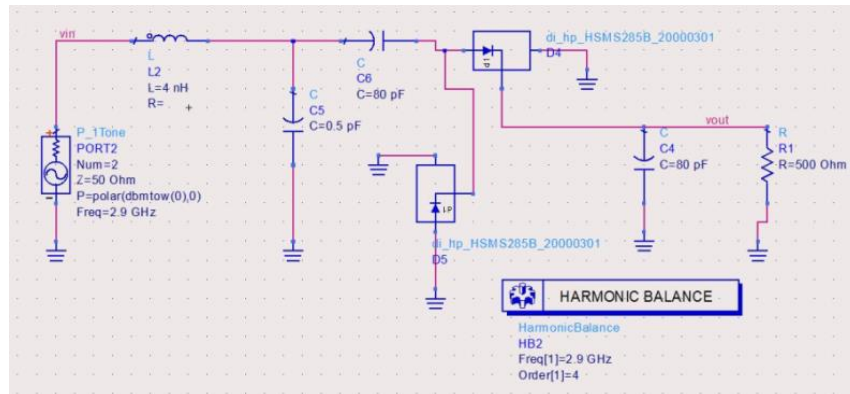 vin
L
L2
L=4 nH
R=
C
C6
C=80 pF
di_hp_HSMS285B_20000301
D4
d1
C
C5
C=0.5 pF
P_1Tone
PORT2
Num=2
Z=50 Ohm
P=polar(dbmtow(0),0)
Freq=2.9 GHz
vout
C
C4
C=80 pF
R
R1
R=500 Ohm
di_hp_HSMS285B_20000301
D5
HARMONIC BALANCE
HarmonicBalance
HB2
Freq[1]=2.9 GHz
Order[1]=4